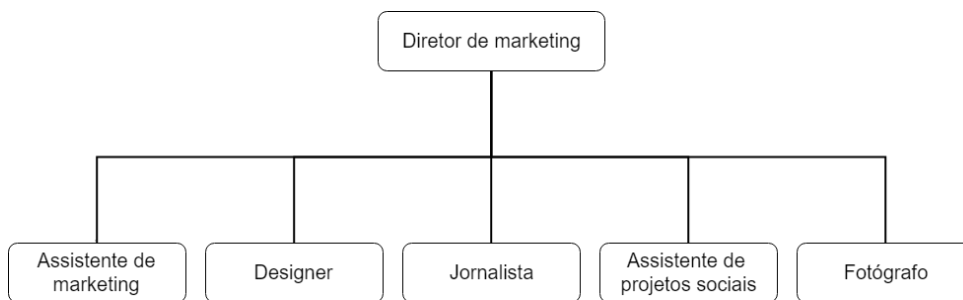 Diretor de marketing
Assistente de
marketing
Designer
Jornalista
Assistente de
projetos sociais
Fotógrafo